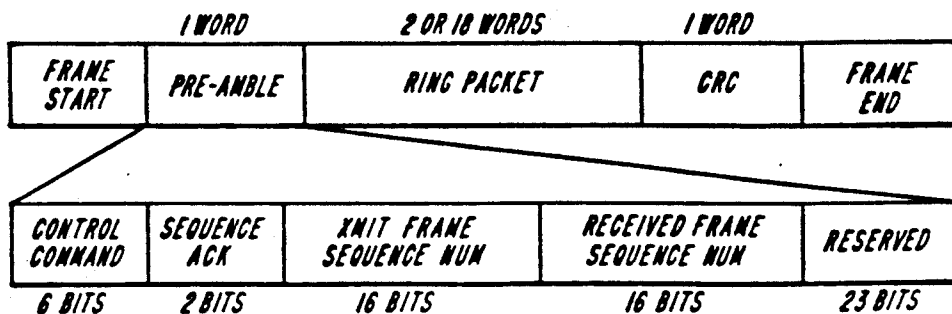 1 WORD 2 OR 18 WORDS 1 WORD
FRAME START PRE-AMBLE RING PACKET CRC FRAME END
CONTROL COMMAND SEQUENCE ACK XMIT FRAME SEQUENCE NUM RECEIVED FRAME SEQUENCE NUM RESERVED
6 BITS 2 BITS 16 BITS 16 BITS 23 BITS